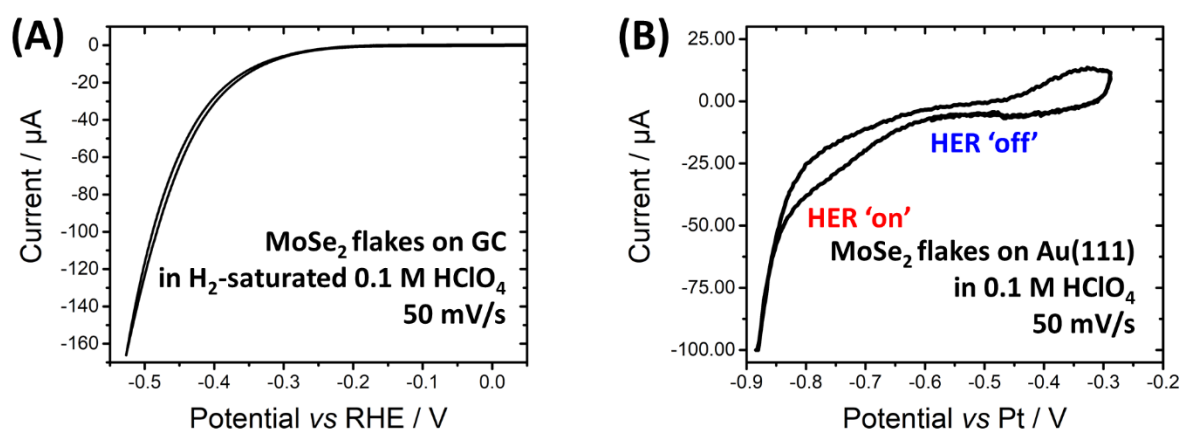 (A)
0
-20
-40
-60
-80
-100
-120
-140
-160
Current / µA
MoSe₂ flakes on GC
in H₂-saturated 0.1 M HClO₄
50 mV/s
-0.5 -0.4 -0.3 -0.2 -0.1 0.0
Potential vs RHE / V
(B)
25.00
0.00
-25.00
-50.00
-75.00
-100.00
Current / µA
HER ‘off’
HER ‘on’
MoSe₂ flakes on Au(111)
in 0.1 M HClO₄
50 mV/s
-0.9 -0.8 -0.7 -0.6 -0.5 -0.4 -0.3 -0.2
Potential vs Pt / V